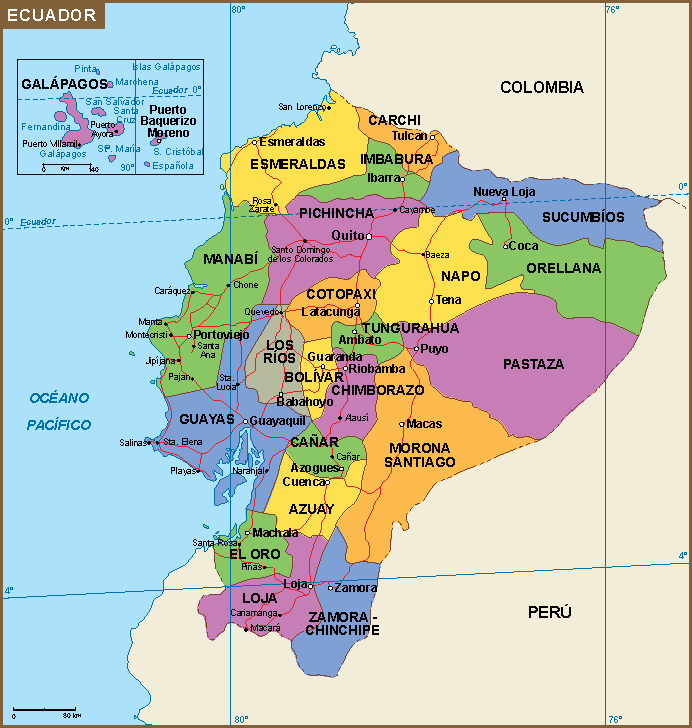 ECUADOR
80°
76°
Pinta
Islas Galápagos
GALÁPAGOS
Marchena
Ecuador 0°
San Salvador
Santa
Cruz
Puerto
Baquerizo
Moreno
Fernandina
Puerto
Ayora
Puerto Villamil
Galápagos
Sta. María
S. Cristóbal
90°
Española
0 Km 140
COLOMBIA
San Lorenzo
CARCHI
Tulcán
Esmeraldas
ESMERALDAS
IMBABURA
Ibarra
Nueva Loja
0°
Rosa
Zárate
PICHINCHA
Cayambe
SUCUMBÍOS
0° Ecuador
Quito
Coca
Santo Domingo
de los Colorados
Baeza
MANABÍ
NAPO
ORELLANA
Chone
Caráquez
COTOPAXI
Latacunga
Tena
Quevedo
Manta
Montecristi
Portoviejo
Santa
Ana
TUNGURAHUA
Ambato
LOS
RÍOS
Puyo
Jipijapa
Guaranda
Riobamba
PASTAZA
Pajan
Sta.
Lucía
BOLÍVAR
CHIMBORAZO
Babahoyo
OCÉANO
PACÍFICO
GUAYAS
Guayaquil
Alausí
Macas
Salinas
Sta. Elena
CAÑAR
Cañar
MORONA
SANTIAGO
Playas
Naranjal
Azogues
Cuenca
AZUAY
Machala
Santa Rosa
EL ORO
Piñas
4°
4°
Loja
Zamora
LOJA
Cariamanga
Macará
ZAMORA -
CHINCHIPE
PERÚ
0 80 km
80°
76°